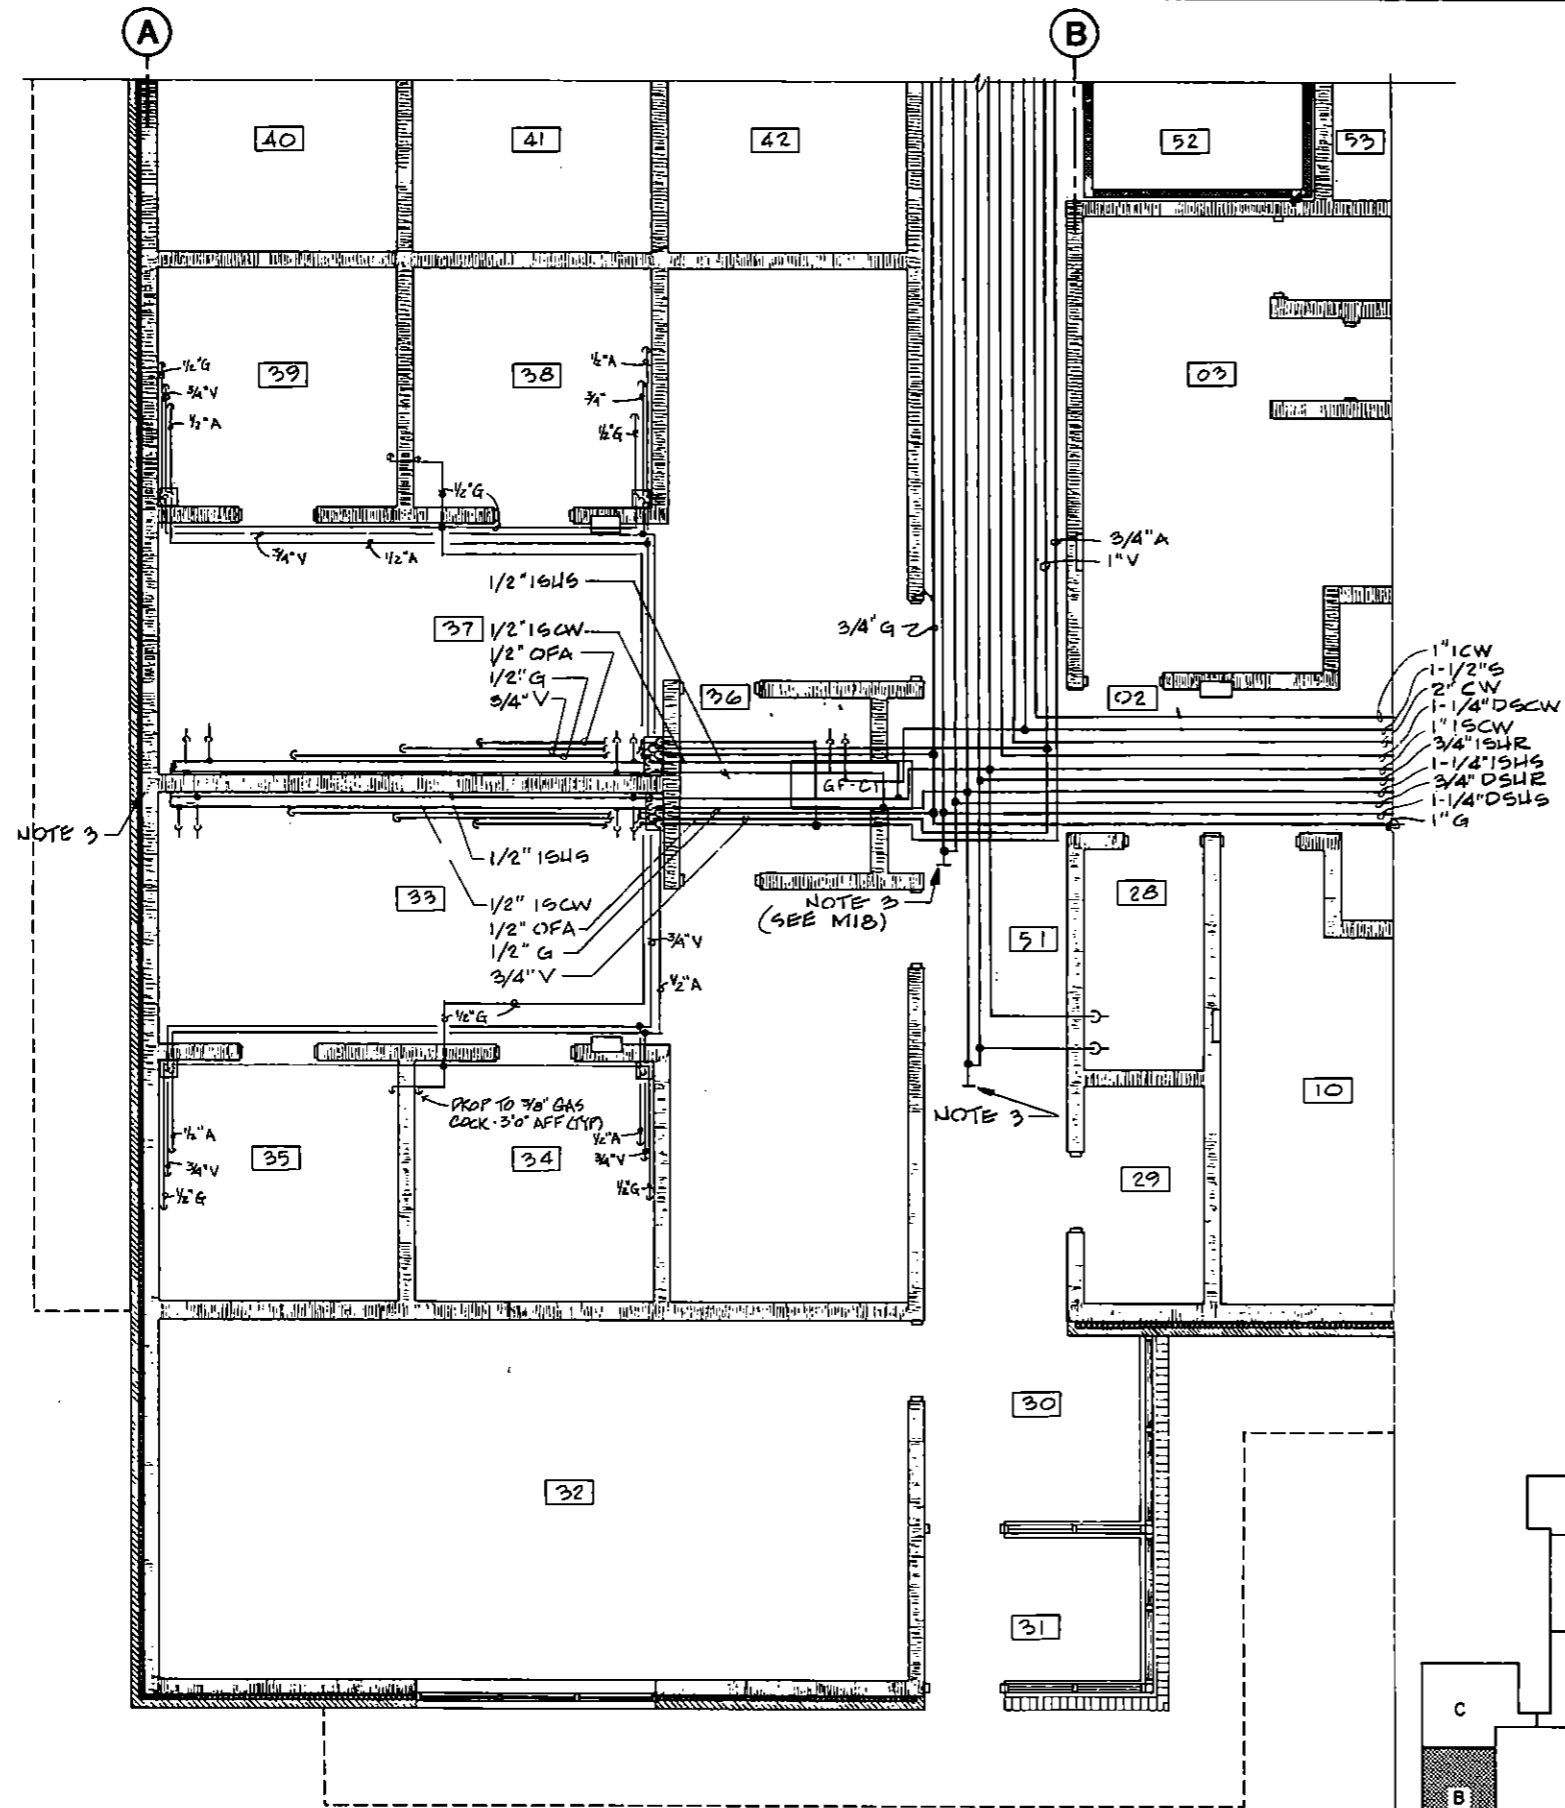 A
B
40
41
42
52
53
1/2"G
3/4"V
1/2"A
39
38
1/2"A
3/4"
1/2"G
03
1/2"G
3/4"V
1/2"A
3/4"A
1"V
1/2"ISHS
37
1/2"ISCW
1/2"OFA
1/2"G
3/4"V
3/4"G
36
02
1"ICW
1-1/2"S
2"CW
1-1/4"DSCW
1"ISCW
3/4"ISHR
1-1/4"ISHS
3/4"DSHR
1-1/4"DSHS
1"G
GF-CT
NOTE 3
1/2" ISHS
33
1/2" ISCW
1/2" OFA
1/2" G
3/4"V
NOTE 3
(SEE M18)
28
51
3/4"V
1/2"A
1/2"G
DROP TO 3/8" GAS
COCK-3'0" AFF (TYP)
NOTE 3
10
1/2"A
3/4"V
1/2"G
35
34
1/2"A
3/4"V
1/2"G
29
30
32
31
C
B